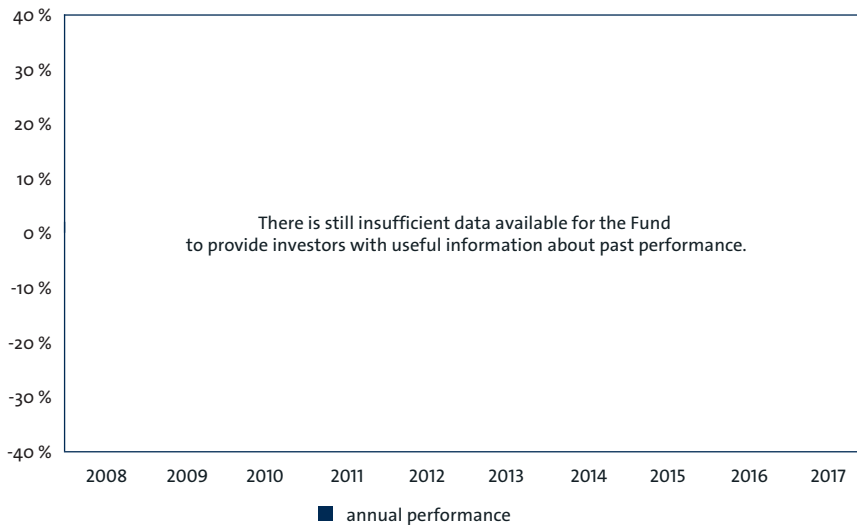 40 %
30 %
20 %
10 %
0 %
-10 %
-20 %
-30 %
-40 %
There is still insufficient data available for the Fund
to provide investors with useful information about past performance.
2008 2009 2010 2011 2012 2013 2014 2015 2016 2017
annual performance